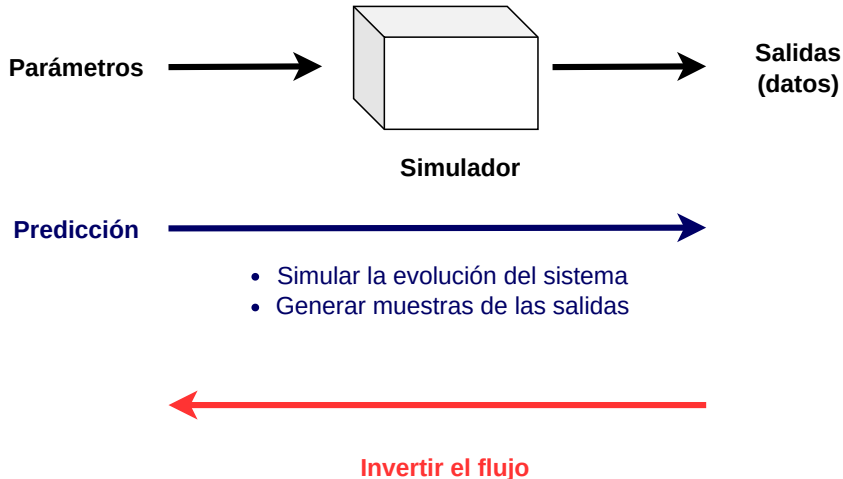 Parámetros
Salidas
(datos)
Simulador
Predicción
• Simular la evolución del sistema
• Generar muestras de las salidas
Invertir el flujo